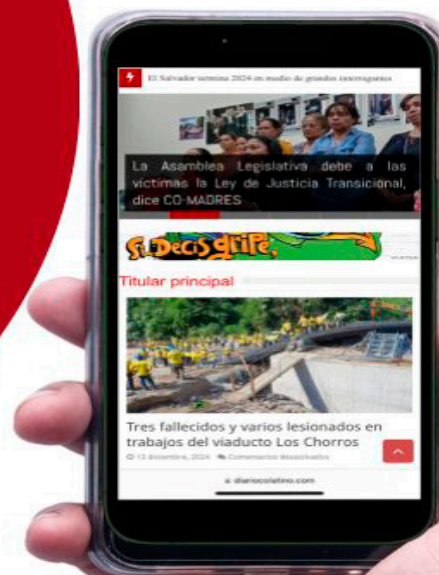 El Salvador termina 2024 en medio de grandes interrogantes
La Asamblea Legislativa debe a las
víctimas la Ley de Justicia Transicional,
dice CO-MADRES
Si Decís gripe,
Titular principal
Tres fallecidos y varios lesionados en
trabajos del viaducto Los Chorros
13 diciembre, 2024 Comentarios desactivados
diariocolatino.com